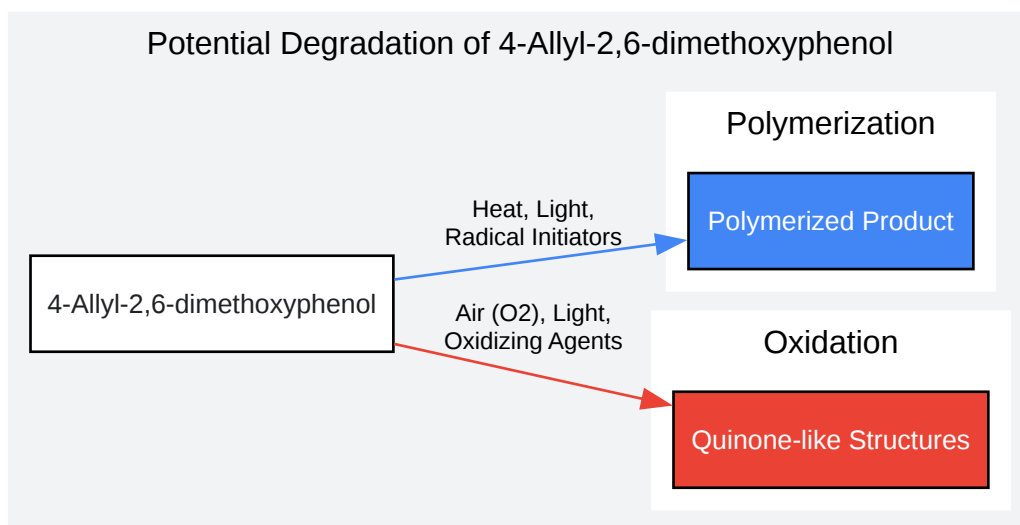 Potential Degradation of 4-Allyl-2,6-dimethoxyphenol
Polymerization
Polymerized Product
Heat, Light,
Radical Initiators
4-Allyl-2,6-dimethoxyphenol
Air (O2), Light,
Oxidizing Agents
Oxidation
Quinone-like Structures